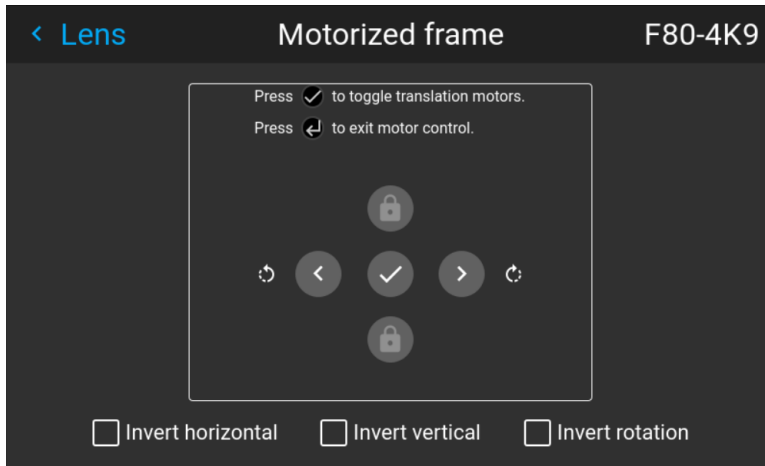 Lens
Motorized frame
F80-4K9
Press to toggle translation motors.
Press to exit motor control.
Invert horizontal
Invert vertical
Invert rotation